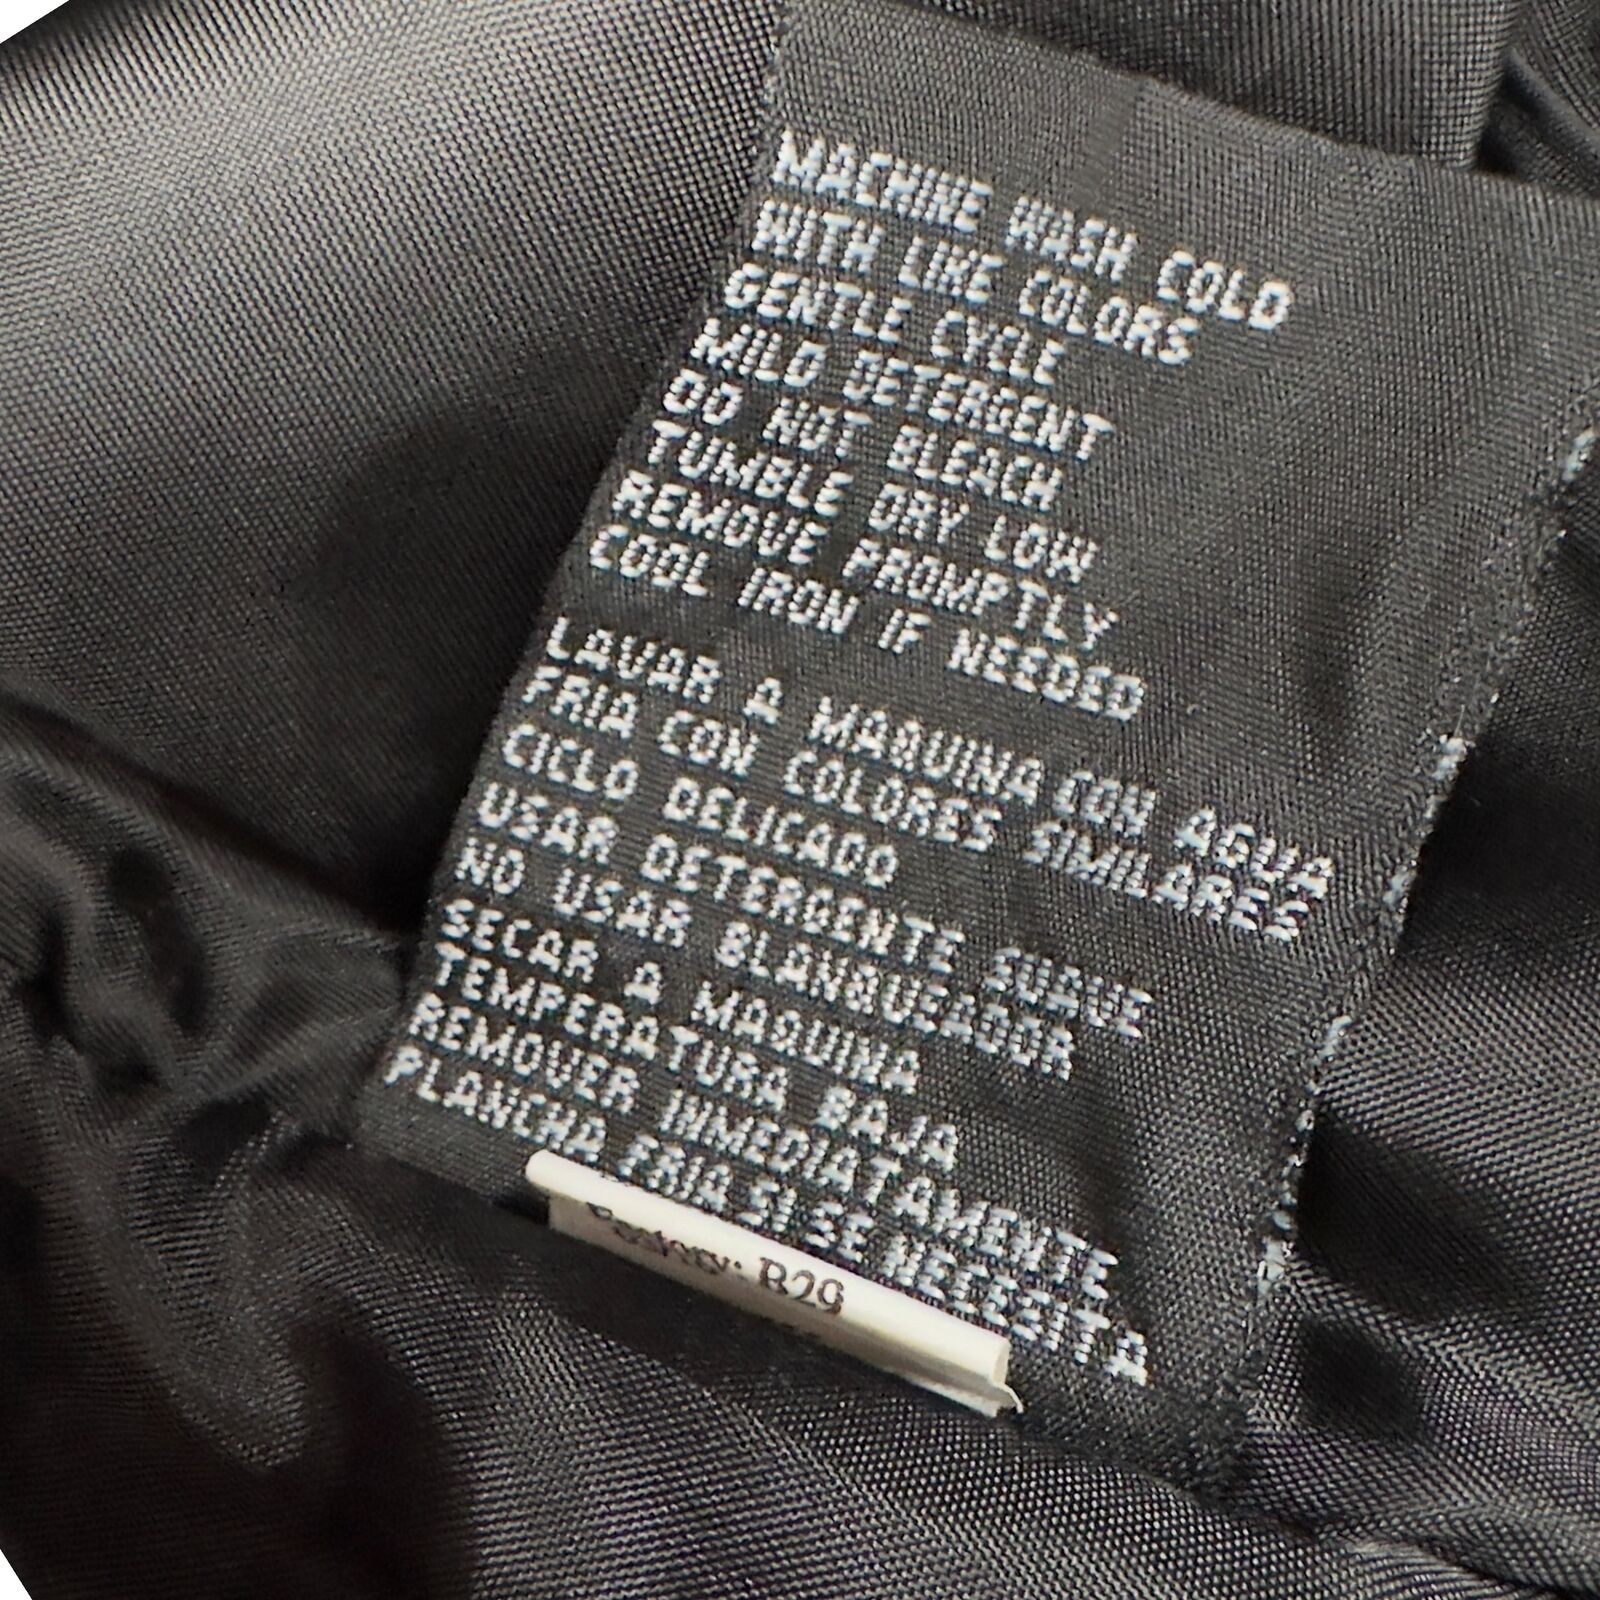 MACHINE WASH COLD
WITH LIKE COLORS
GENTLE CYCLE
MILD DETERGENT
DO NOT BLEACH
TUMBLE DRY LOW
REMOVE PROMPTLY
COOL IRON IF NEEDED
LAVAR A MAQUINA CON AGUA
FRIA CON COLORES SIMILARES
CICLO DELICADO
USAR DETERGENTE SUAVE
NO USAR BLANQUEADOR
SECAR A MAQUINA
TEMPERATURA BAJA
REMOVER INMEDIATAMENTE
PLANCHA FRIA SI SE NECESSITA
Factory: B29